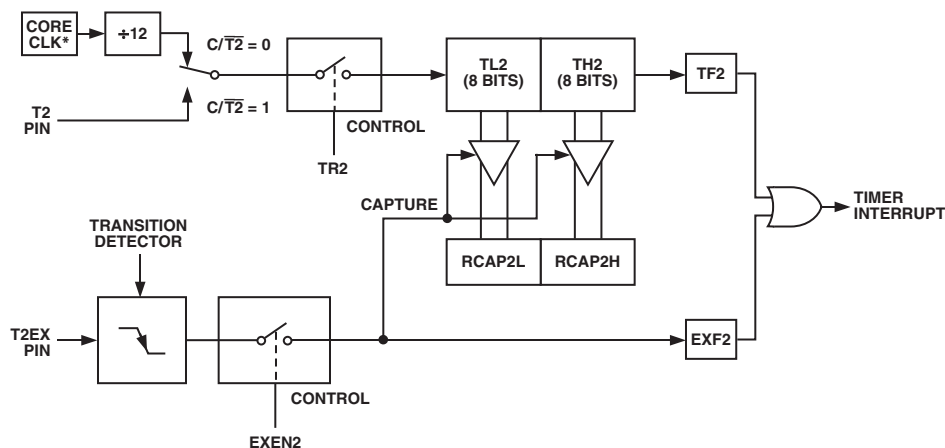 CORE
CLK*
÷12
C/T2̅ = 0
C/T2̅ = 1
T2
PIN
CONTROL
TR2
TL2
(8 BITS)
TH2
(8 BITS)
TF2
CAPTURE
TIMER
INTERRUPT
TRANSITION
DETECTOR
RCAP2L
RCAP2H
T2EX
PIN
EXF2
CONTROL
EXEN2